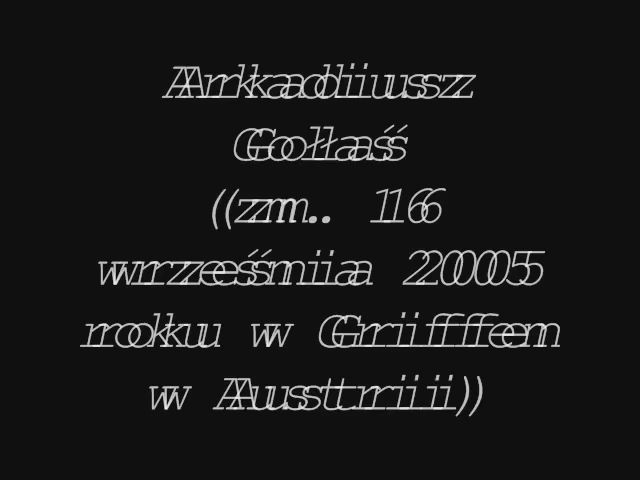 Arkadiusz
Gołaś
(zm. 16
września 2005
roku w Griffen
w Austrii)